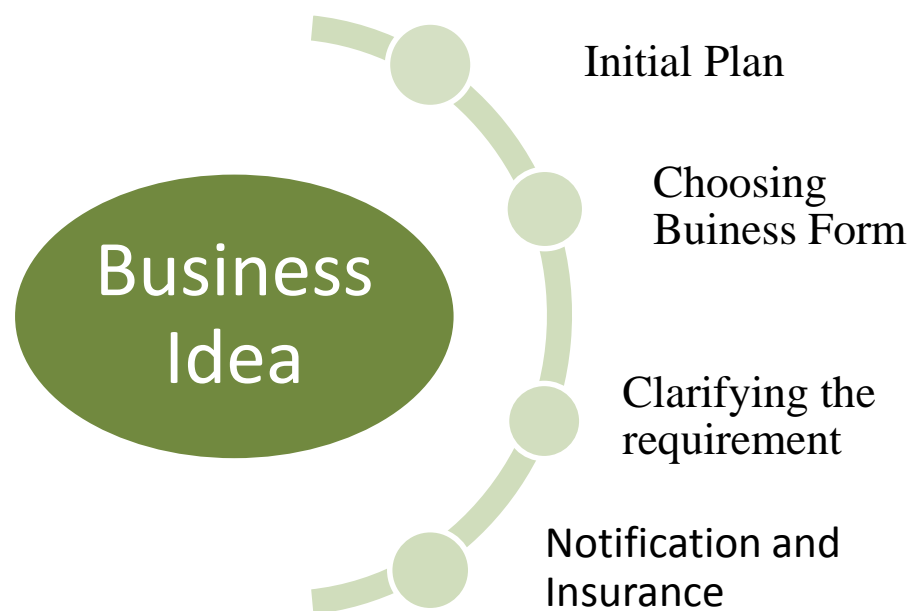 Business
Idea
Initial Plan
Choosing
Buiness Form
Clarifying the
requirement
Notification and
Insurance